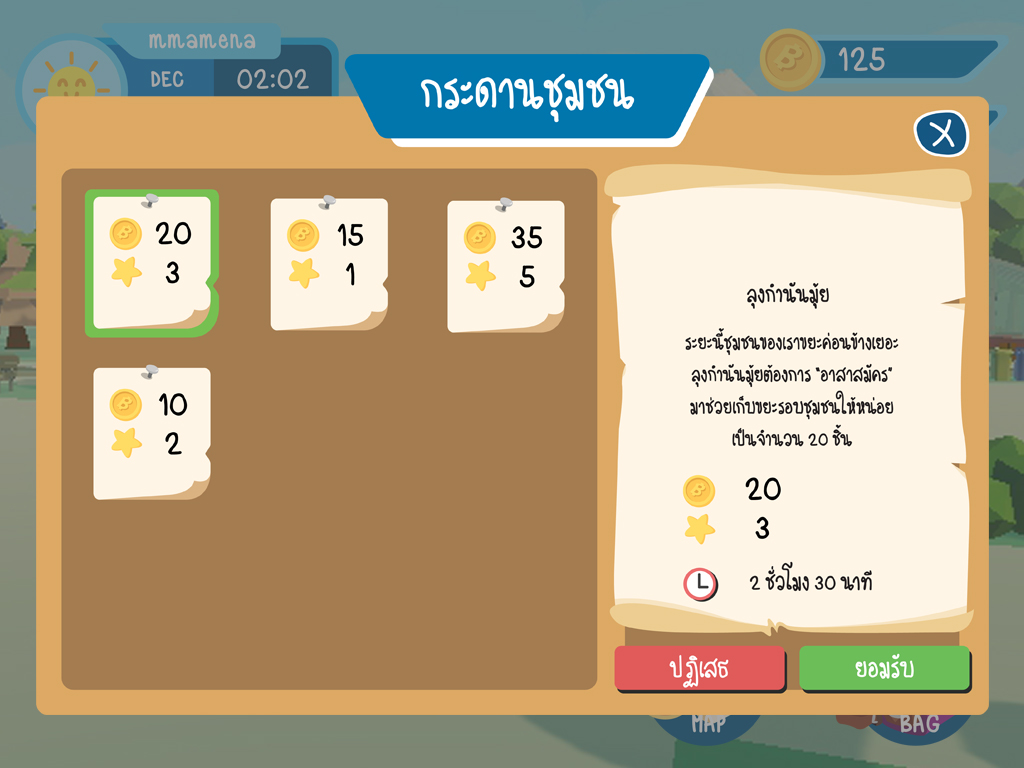 mmamena
DEC
02:02
125
กระดานชุมชน
X
20
3
15
1
35
5
10
2
ลุงกำนันมุ้ย
ระยะนี้ชุมชนของเราขยะค่อนข้างเยอะ
ลุงกำนันมุ้ยต้องการ "อาสาสมัคร"
มาช่วยเก็บขยะรอบชุมชนให้หน่อย
เป็นจำนวน 20 ชิ้น
20
3
2 ชั่วโมง 30 นาที
ปฏิเสธ
ยอมรับ
MAP
BAG